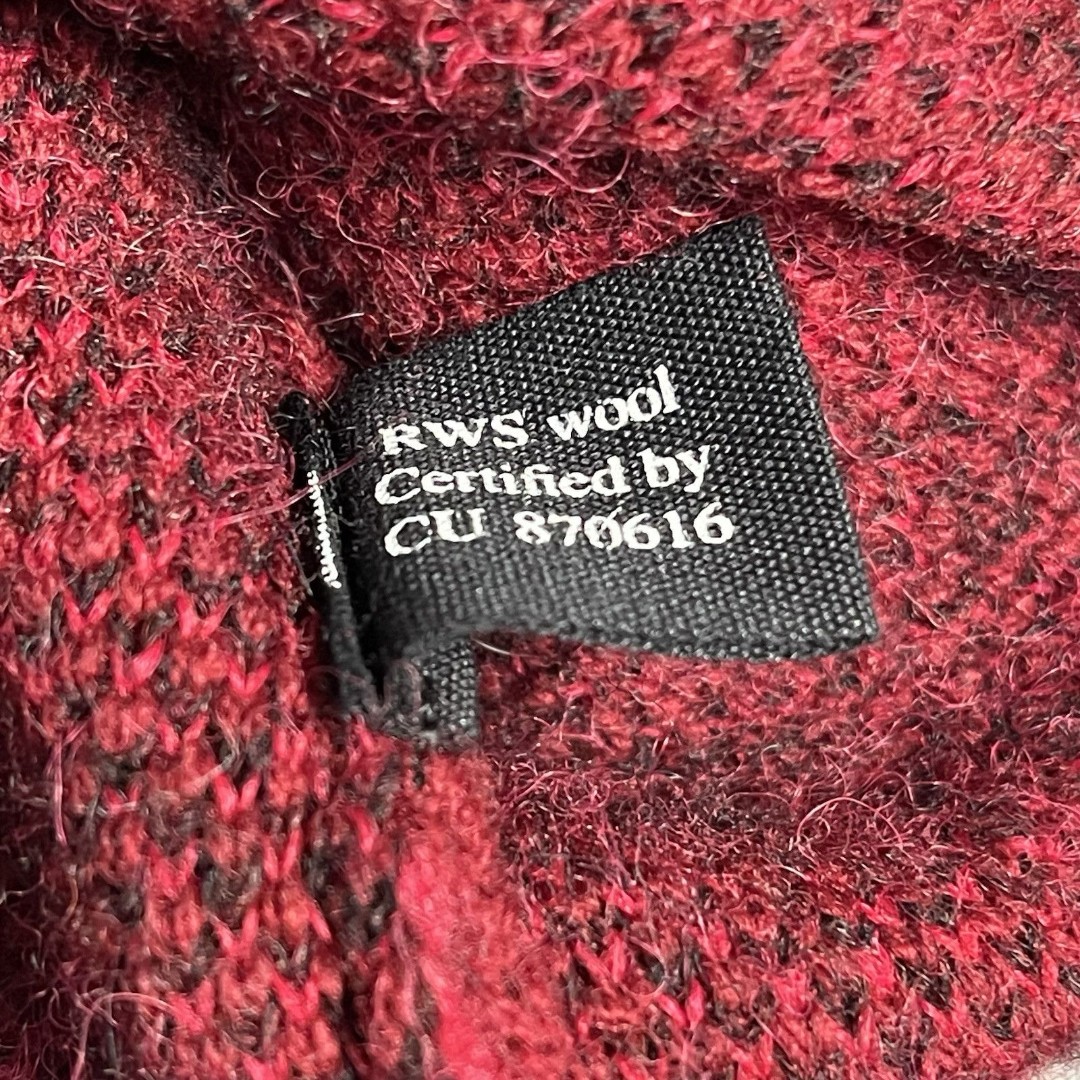 RWS wool
Certified by
CU 870616